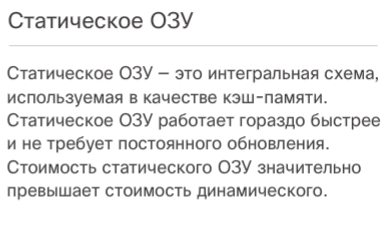 Статическое ОЗУ
Статическое ОЗУ – это интегральная схема,
используемая в качестве кэш-памяти.
Статическое ОЗУ работает гораздо быстрее
и не требует постоянного обновления.
Стоимость статического ОЗУ значительно
превышает стоимость динамического.